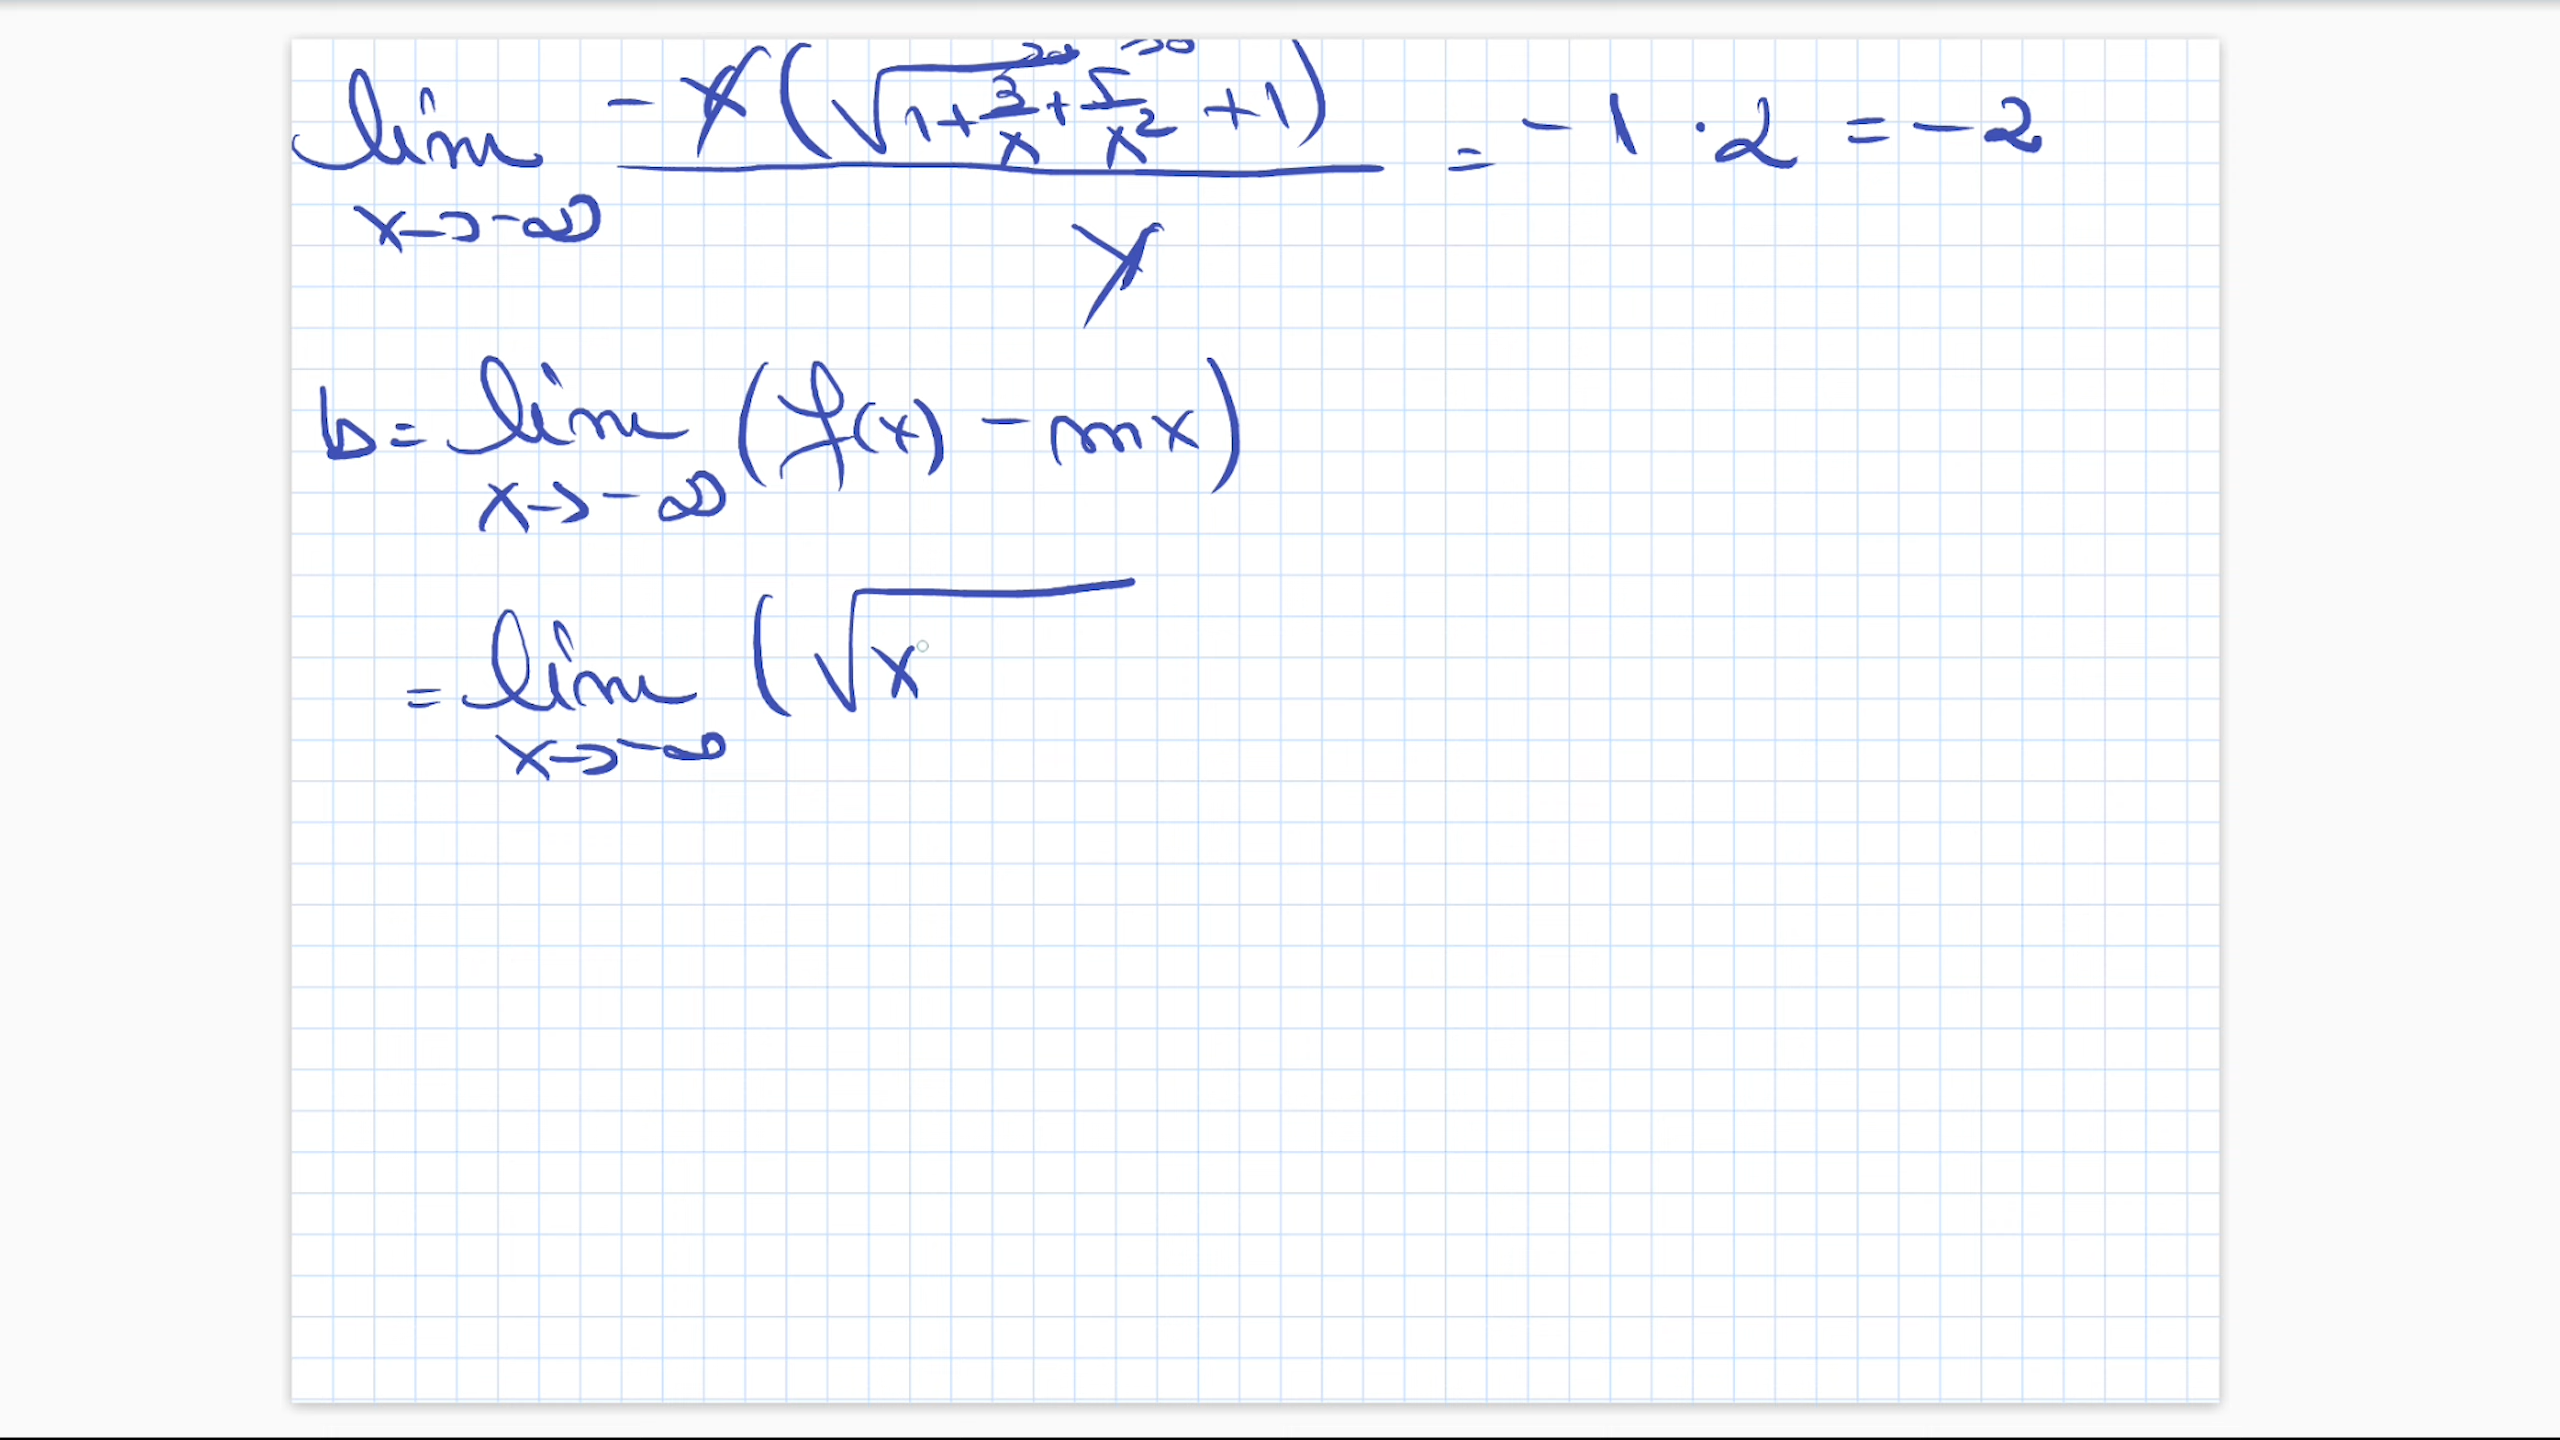 lim x→-∞ -x(√(1+3/x+5/x²) +1) / x = -1 · 2 = -2
b= lim x→-∞ (f(x) - mx)
= lim x→-∞ (√x